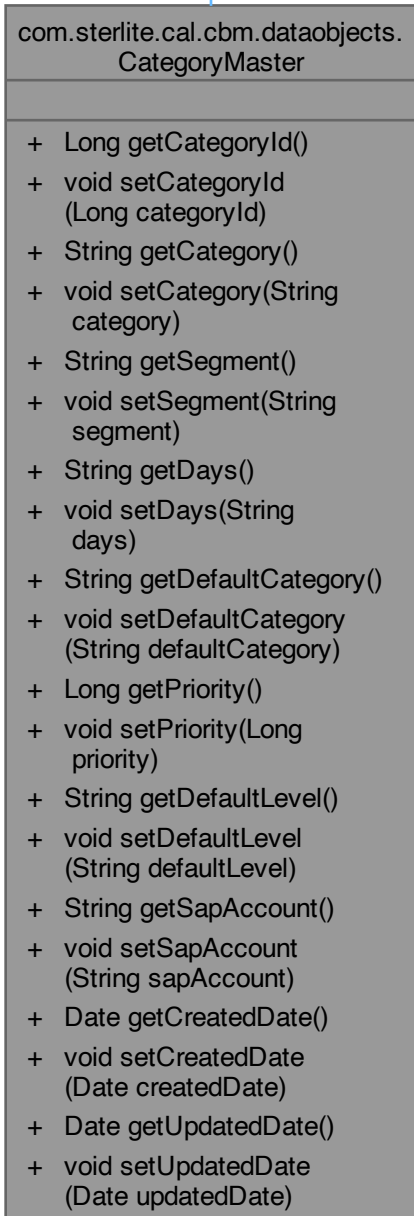 com.sterlite.cal.cbm.dataobjects.
CategoryMaster
+ Long getCategoryId()
+ void setCategoryId
(Long categoryId)
+ String getCategory()
+ void setCategory(String
category)
+ String getSegment()
+ void setSegment(String
segment)
+ String getDays()
+ void setDays(String
days)
+ String getDefaultCategory()
+ void setDefaultCategory
(String defaultCategory)
+ Long getPriority()
+ void setPriority(Long
priority)
+ String getDefaultLevel()
+ void setDefaultLevel
(String defaultLevel)
+ String getSapAccount()
+ void setSapAccount
(String sapAccount)
+ Date getCreatedDate()
+ void setCreatedDate
(Date createdDate)
+ Date getUpdatedDate()
+ void setUpdatedDate
(Date updatedDate)